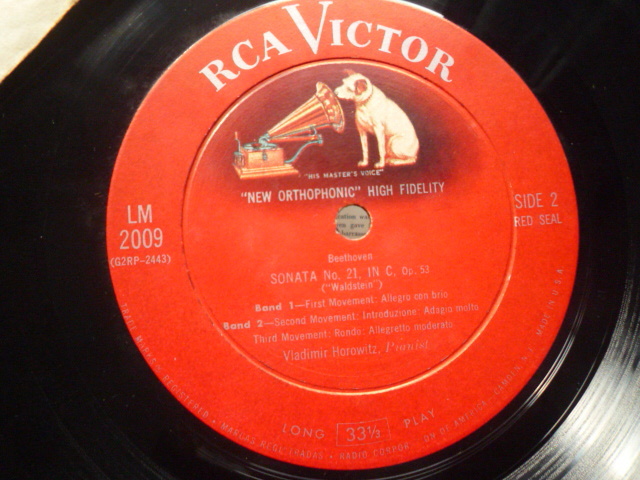 RCA VICTOR
"HIS MASTER'S VOICE"
"NEW ORTHOPHONIC" HIGH FIDELITY
LM
2009
(G2RP-2443)
SIDE 2
RED SEAL
Beethoven
SONATA No. 21, IN C, Op. 53
("Waldstein")
Band 1—First Movement: Allegro con brio
Band 2—Second Movement: Introduzione: Adagio molto
Third Movement: Rondo: Allegretto moderato
Vladimir Horowitz, Pianist
LONG 33⅓ PLAY
TRADE MARKS REGISTERED • MARCAS REGISTRADAS • RADIO CORPOR. OF AMERICA, CAMDEN, N.J. • MADE IN U.S.A.